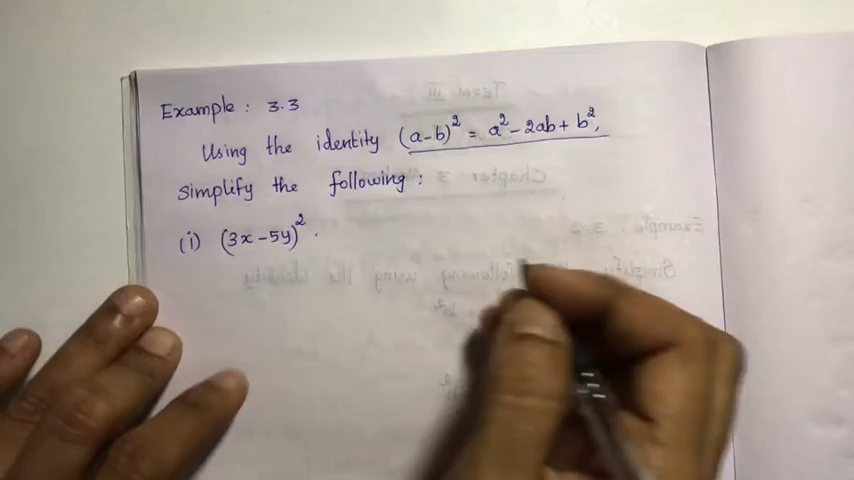 Example : 3.3
Using the identity (a-b)² = a² - 2ab + b²,
simplify the following :
(i) (3x - 5y)².